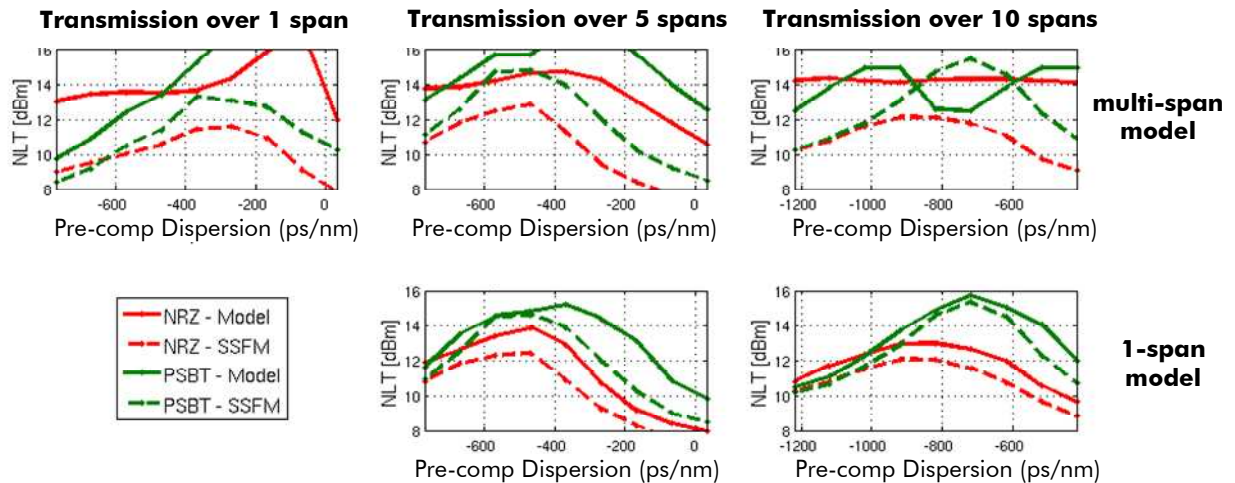 Transmission over 1 span
Transmission over 5 spans
Transmission over 10 spans
16
14
12
10
8
NLT [dBm]
-600
-400
-200
0
Pre-comp Dispersion (ps/nm)
16
14
12
10
8
NLT [dBm]
-600
-400
-200
0
Pre-comp Dispersion (ps/nm)
16
14
12
10
8
NLT [dBm]
-1200
-1000
-800
-600
Pre-comp Dispersion (ps/nm)
multi-span
model
NRZ - Model
NRZ - SSFM
PSBT - Model
PSBT - SSFM
16
14
12
10
8
NLT [dBm]
-600
-400
-200
0
Pre-comp Dispersion (ps/nm)
16
14
12
10
8
NLT [dBm]
-1200
-1000
-800
-600
Pre-comp Dispersion (ps/nm)
1-span
model